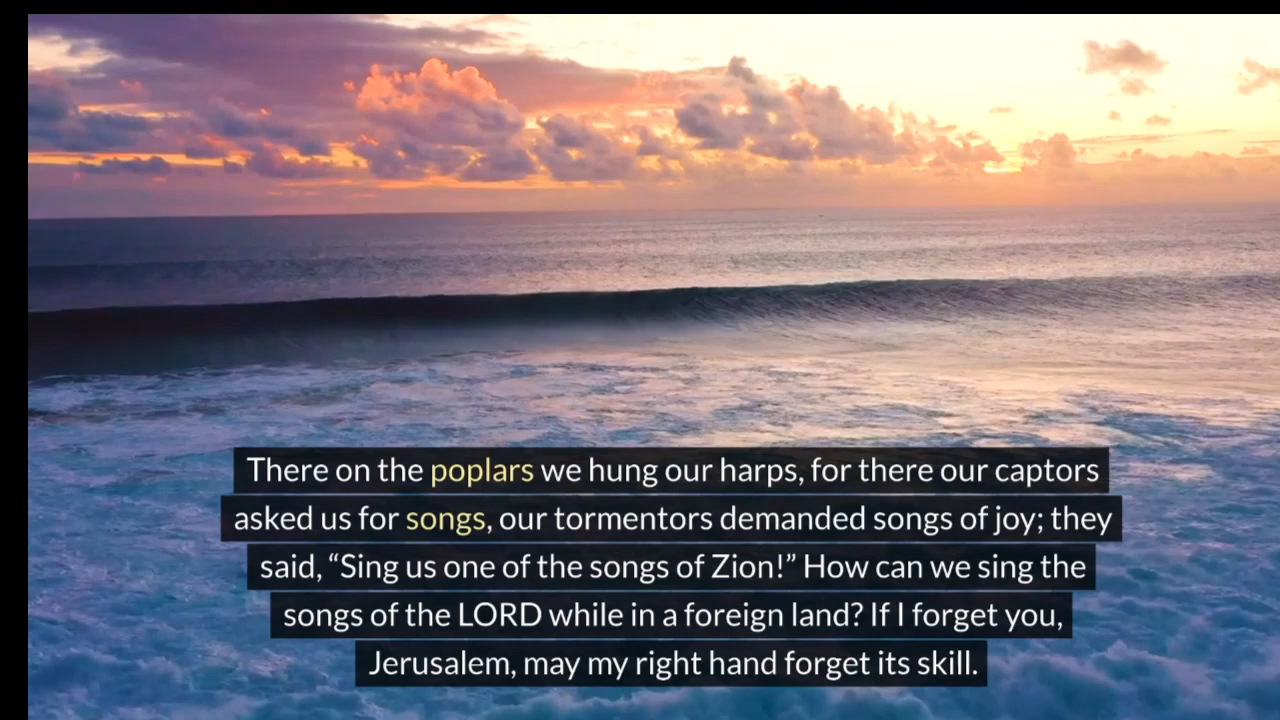 There on the poplars we hung our harps, for there our captors
asked us for songs, our tormentors demanded songs of joy; they
said, “Sing us one of the songs of Zion!” How can we sing the
songs of the LORD while in a foreign land? If I forget you,
Jerusalem, may my right hand forget its skill.